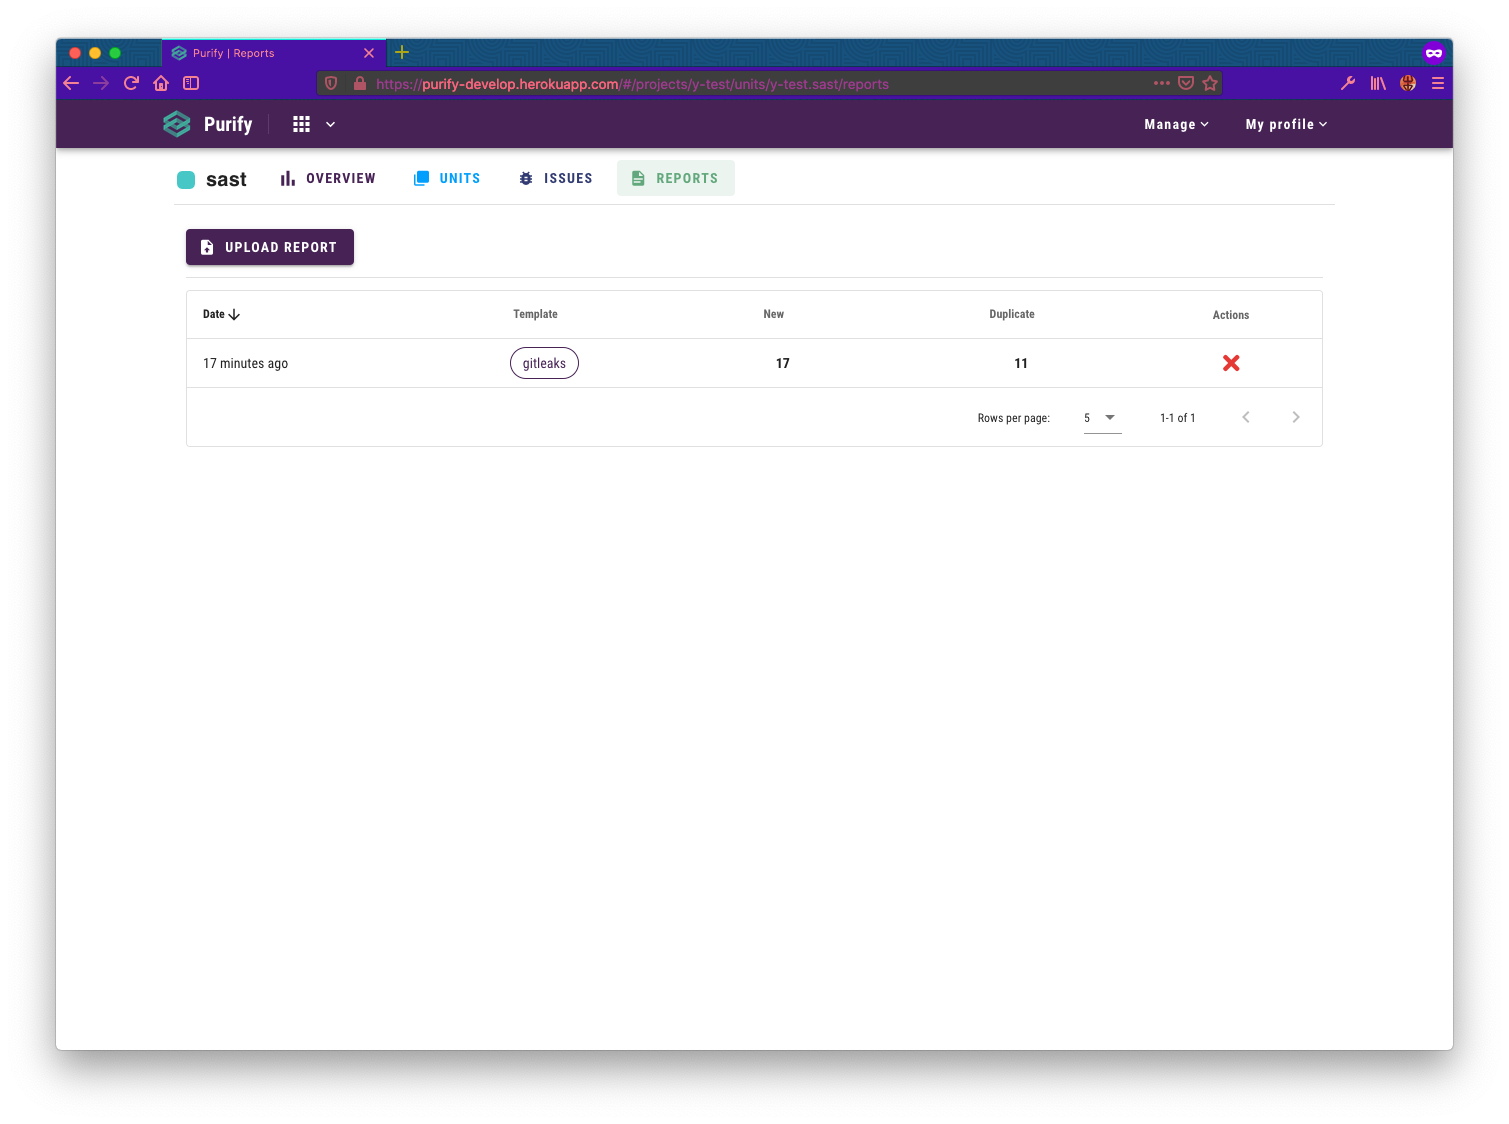 Purify | Reports
https://purify-develop.herokuapp.com/#/projects/y-test/units/y-test.sast/reports
Purify
Manage
My profile
sast
OVERVIEW
UNITS
ISSUES
REPORTS
UPLOAD REPORT
Date Template New Duplicate Actions
17 minutes ago gitleaks 17 11
Rows per page: 5 1-1 of 1